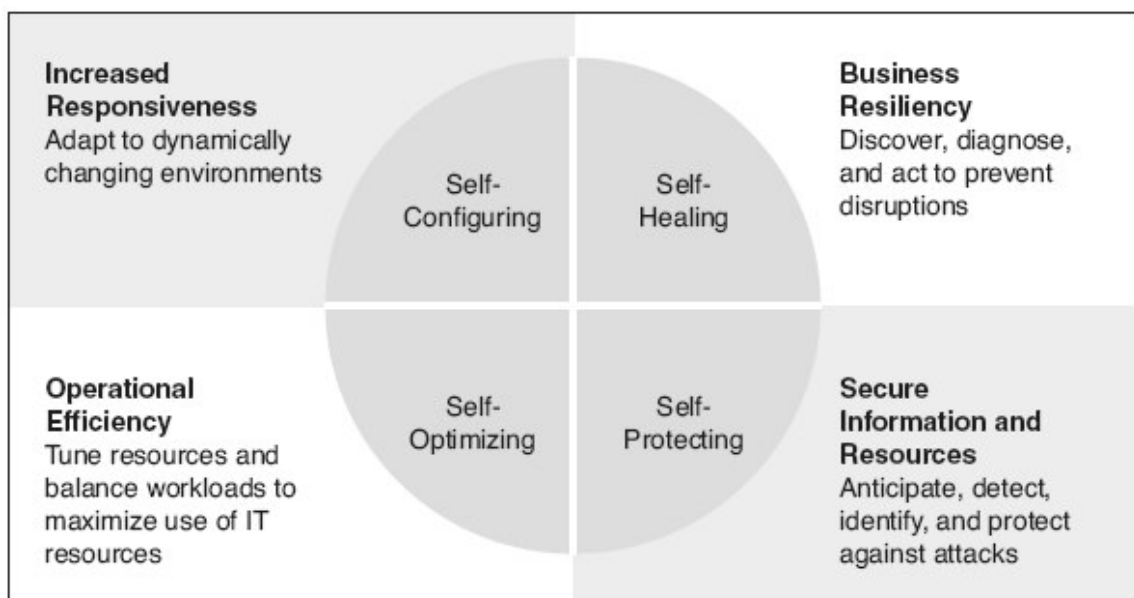 Increased
Responsiveness
Adapt to dynamically
changing environments
Self-
Configuring
Self-
Healing
Business
Resiliency
Discover, diagnose,
and act to prevent
disruptions
Operational
Efficiency
Tune resources and
balance workloads to
maximize use of IT
resources
Self-
Optimizing
Self-
Protecting
Secure
Information and
Resources
Anticipate, detect,
identify, and protect
against attacks